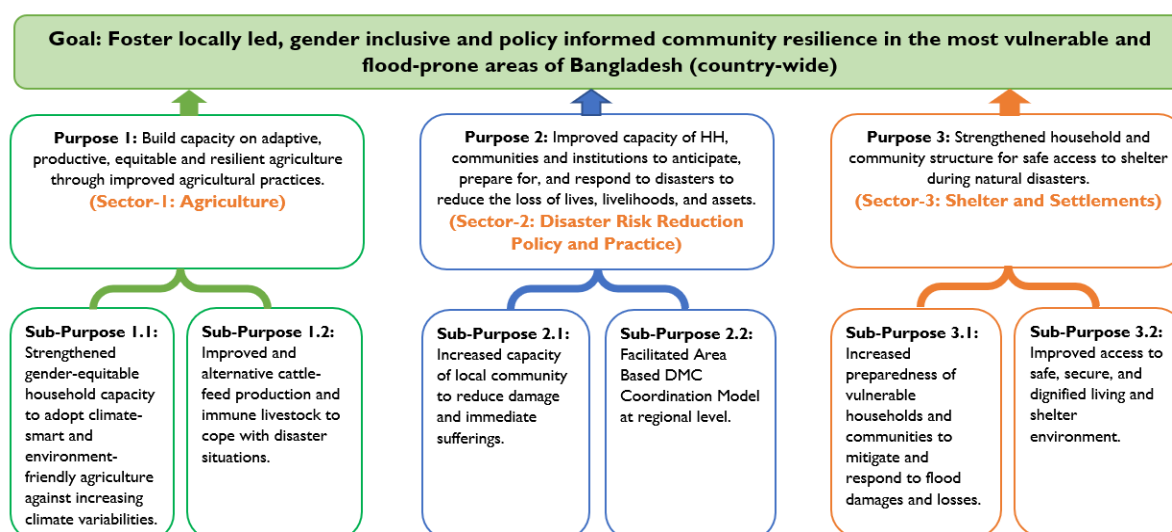 Goal: Foster locally led, gender inclusive and policy informed community resilience in the most vulnerable and
flood-prone areas of Bangladesh (country-wide)
Purpose 1: Build capacity on adaptive,
productive, equitable and resilient agriculture
through improved agricultural practices.
(Sector-1: Agriculture)
Purpose 2: Improved capacity of HH,
communities and institutions to anticipate,
prepare for, and respond to disasters to
reduce the loss of lives, livelihoods, and assets.
(Sector-2: Disaster Risk Reduction
Policy and Practice)
Purpose 3: Strengthened household and
community structure for safe access to shelter
during natural disasters.
(Sector-3: Shelter and Settlements)
Sub-Purpose 1.1:
Strengthened
gender-equitable
household capacity
to adopt climate-
smart and
environment-
friendly agriculture
against increasing
climate variabilities.
Sub-Purpose 1.2:
Improved and
alternative cattle-
feed production and
immune livestock to
cope with disaster
situations.
Sub-Purpose 2.1:
Increased capacity
of local community
to reduce damage
and immediate
sufferings.
Sub-Purpose 2.2:
Facilitated Area
Based DMC
Coordination Model
at regional level.
Sub-Purpose 3.1:
Increased
preparedness of
vulnerable
households and
communities to
mitigate and
respond to flood
damages and losses.
Sub-Purpose 3.2:
Improved access to
safe, secure, and
dignified living and
shelter
environment.